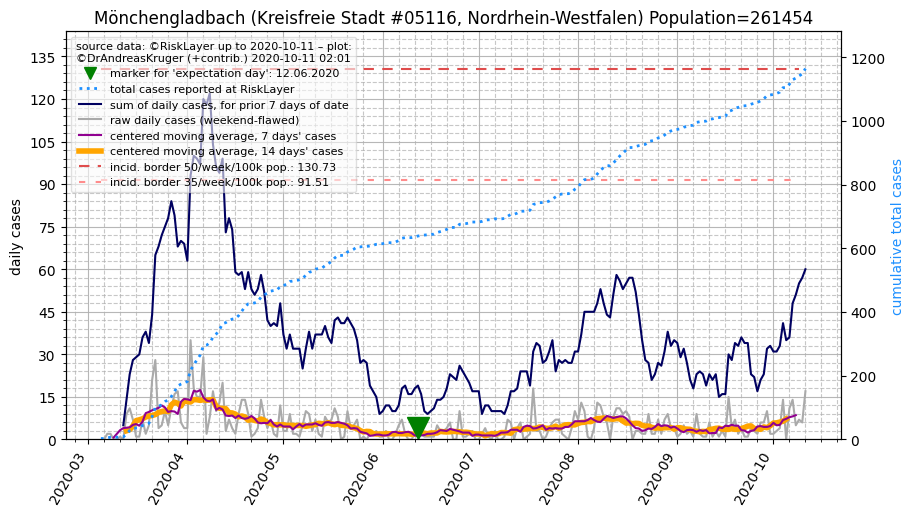 Mönchengladbach (Kreisfreie Stadt #05116, Nordrhein-Westfalen) Population=261454
source data: ©RiskLayer up to 2020-10-11 – plot:
©DrAndreasKruger (+contrib.) 2020-10-11 02:01
marker for 'expectation day': 12.06.2020
total cases reported at RiskLayer
sum of daily cases, for prior 7 days of date
raw daily cases (weekend-flawed)
centered moving average, 7 days' cases
centered moving average, 14 days' cases
incid. border 50/week/100k pop.: 130.73
incid. border 35/week/100k pop.: 91.51
daily cases
135
120
105
90
75
60
45
30
15
0
1200
1000
800
600
400
200
0
cumulative total cases
2020-03
2020-04
2020-05
2020-06
2020-07
2020-08
2020-09
2020-10